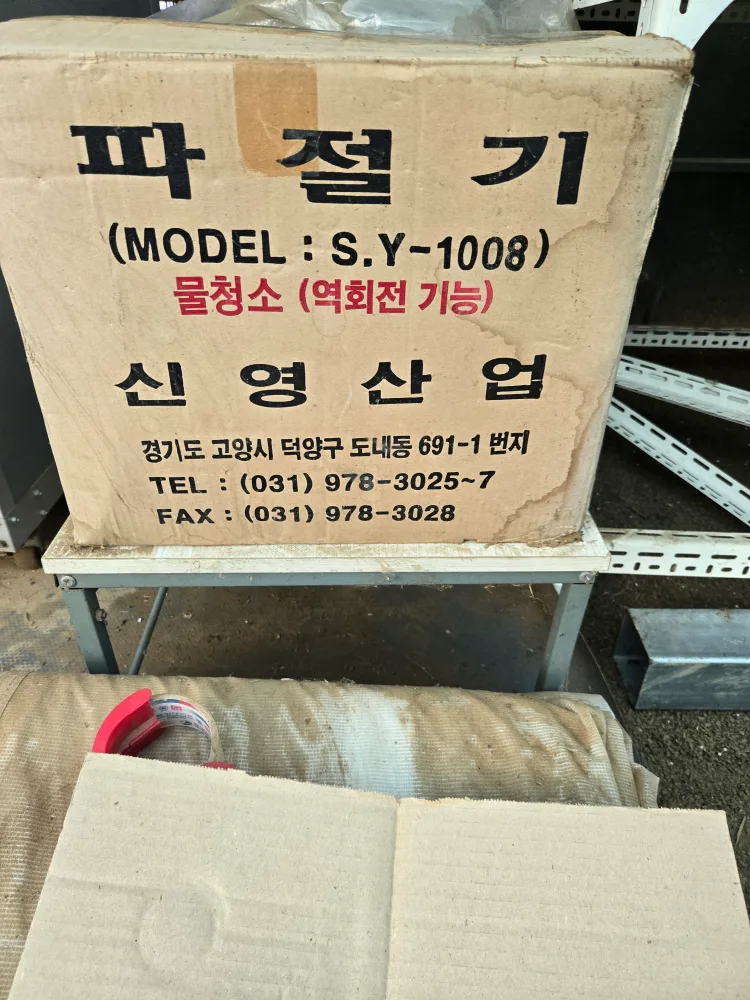 파 절 기
(MODEL : S.Y-1008)
물청소 (역회전 기능)
신 영 산 업
경기도 고양시 덕양구 도내동 691-1 번지
TEL : (031) 978-3025~7
FAX : (031) 978-3028